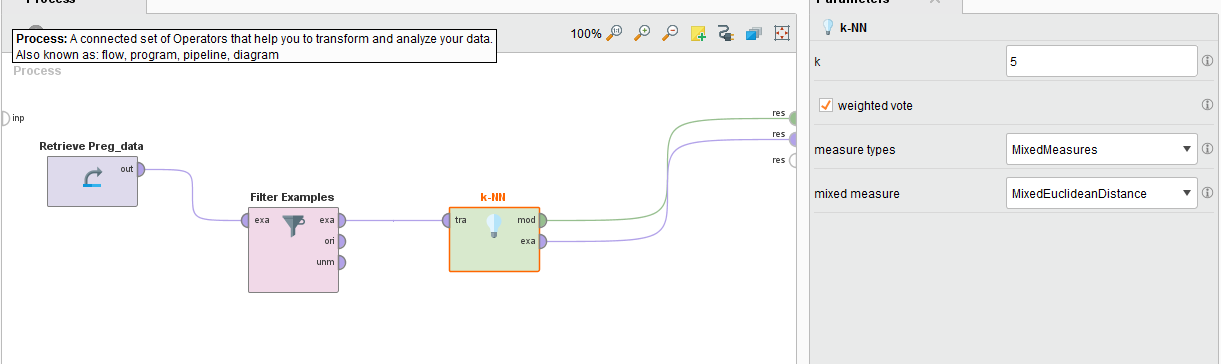 Process
Parameters
Process: A connected set of Operators that help you to transform and analyze your data.
Also known as: flow, program, pipeline, diagram
100%
Process
inp
Retrieve Preg_data
out
Filter Examples
exa
exa
ori
unm
k-NN
tra
mod
exa
res
res
res
k-NN
k
5
weighted vote
measure types
MixedMeasures
mixed measure
MixedEuclideanDistance